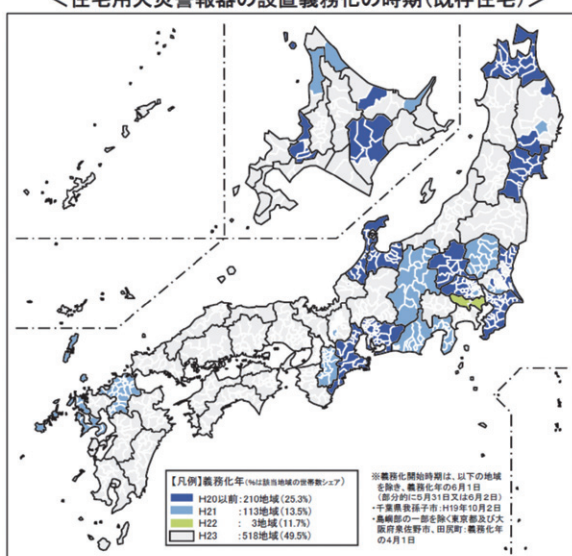 <住宅用火災警報器の設置義務化の時期(既存住宅)>
【凡例】義務化年(%は該当地域の世帯数シェア)
H20以前:210地域(25.3%)
H21 :113地域(13.5%)
H22 : 3地域(11.7%)
H23 :518地域(49.5%)
※義務化開始時期は、以下の地域
を除き、義務化年の6月1日
(部分的に5月31日又は6月2日)
・千葉県我孫子市:H19年10月2日
・島嶼部の一部を除く東京都及び大
阪府泉佐野市、田尻町:義務化年
の4月1日